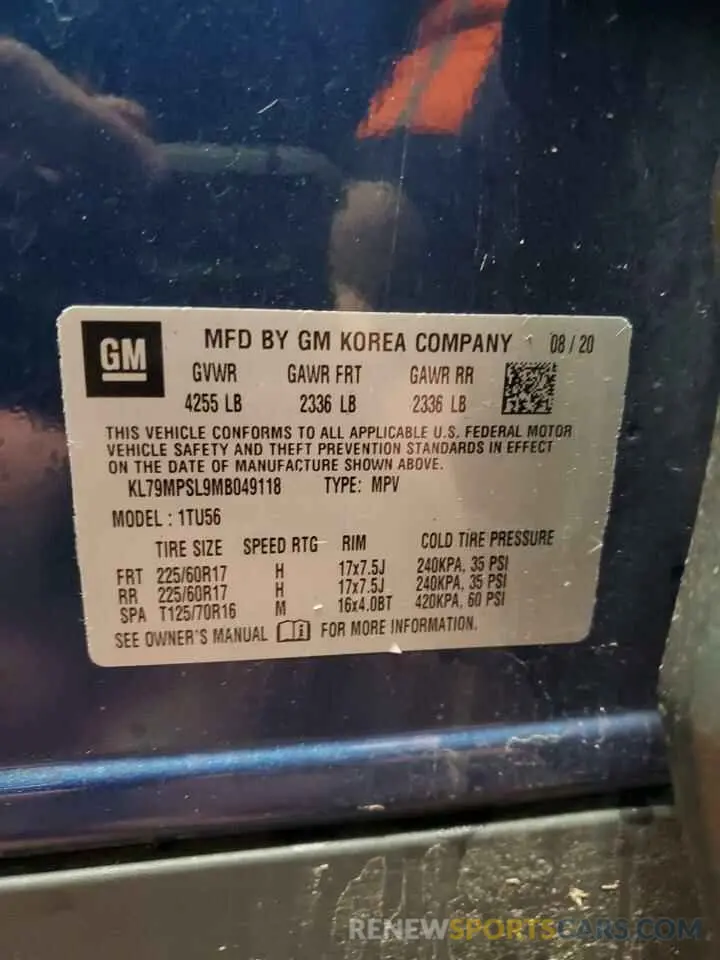 GM
MFD BY GM KOREA COMPANY 08 / 20
GVWR GAWR FRT GAWR RR
4255 LB 2336 LB 2336 LB
THIS VEHICLE CONFORMS TO ALL APPLICABLE U.S. FEDERAL MOTOR
VEHICLE SAFETY AND THEFT PREVENTION STANDARDS IN EFFECT
ON THE DATE OF MANUFACTURE SHOWN ABOVE.
KL79MPSL9MB049118 TYPE: MPV
MODEL : 1TU56
TIRE SIZE SPEED RTG RIM COLD TIRE PRESSURE
FRT 225/60R17 H 17x7.5J 240KPA, 35 PSI
RR 225/60R17 H 17x7.5J 240KPA, 35 PSI
SPA T125/70R16 M 16x4.0BT 420KPA, 60 PSI
SEE OWNER'S MANUAL i FOR MORE INFORMATION.
RENEWSPORTSCARS.COM